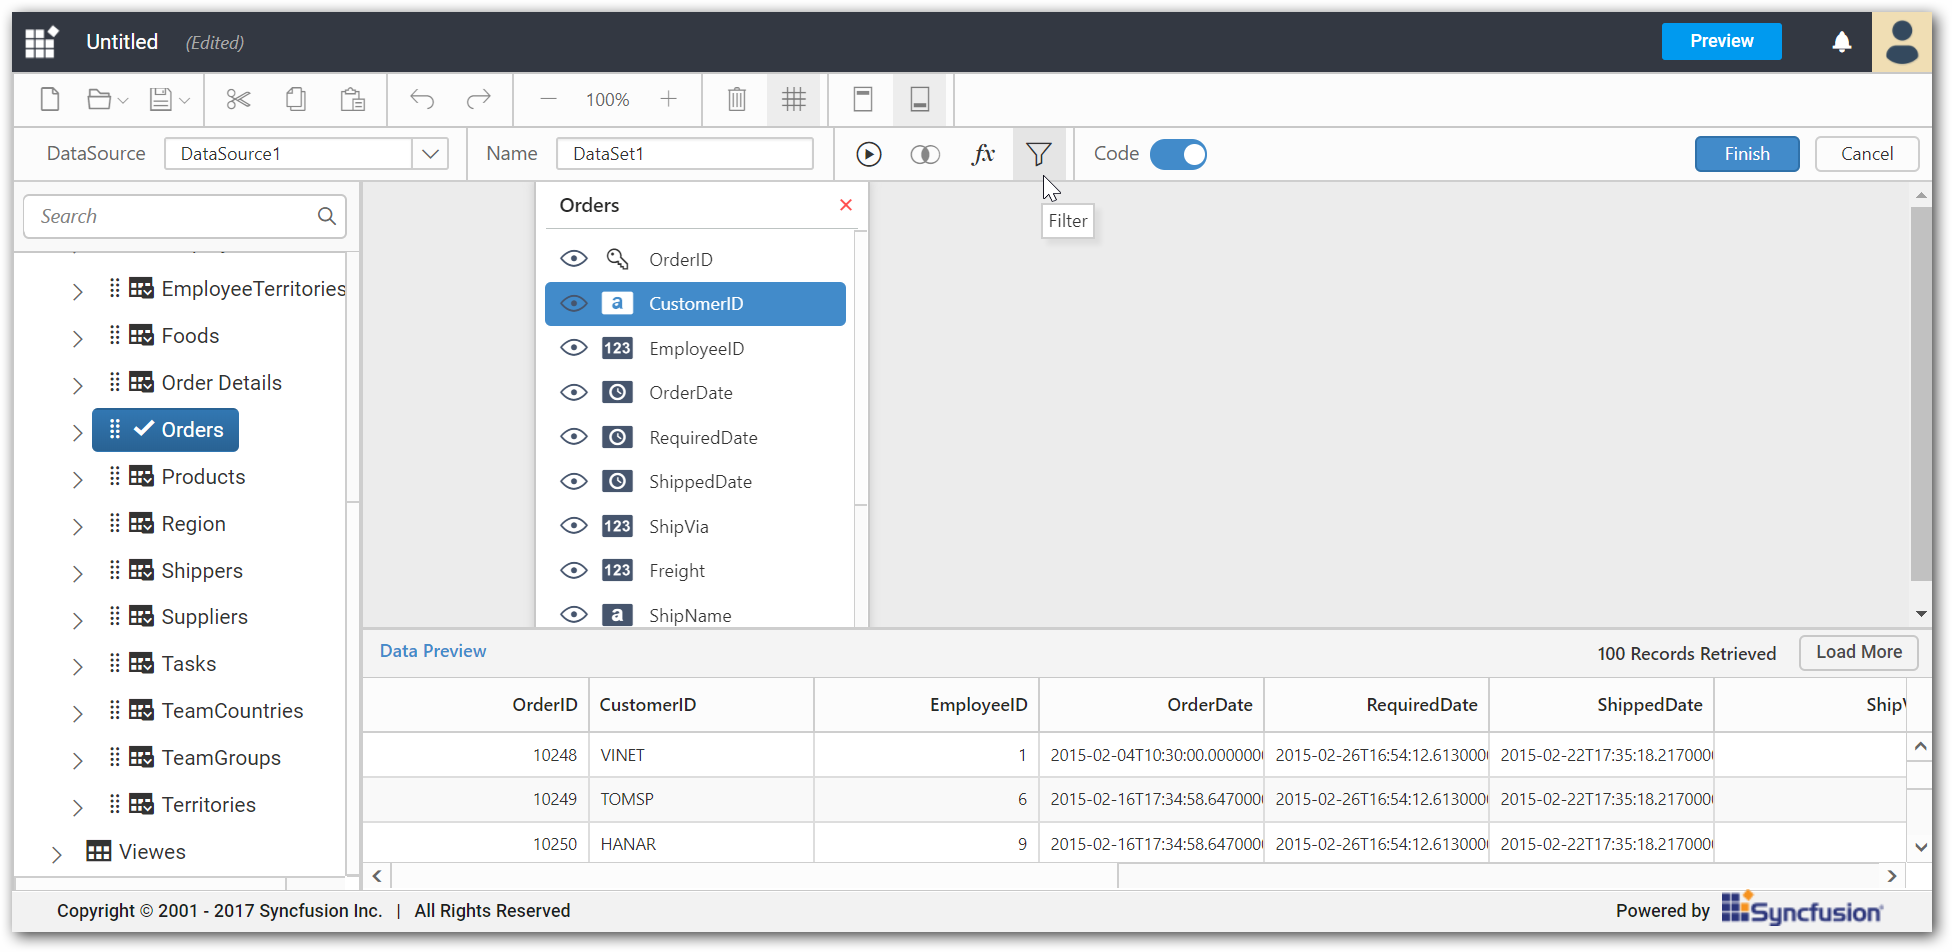 Untitled (Edited) Preview
100%
DataSource DataSource1 Name DataSet1 fx Code Finish Cancel
Search
Filter
EmployeeTerritories
Foods
Order Details
Orders
Products
Region
Shippers
Suppliers
Tasks
TeamCountries
TeamGroups
Territories
Viewes
Orders
OrderID
a CustomerID
123 EmployeeID
OrderDate
RequiredDate
ShippedDate
123 ShipVia
123 Freight
a ShipName
Data Preview 100 Records Retrieved Load More
OrderID CustomerID EmployeeID OrderDate RequiredDate ShippedDate ShipV
10248 VINET 1 2015-02-04T10:30:00.000000 2015-02-26T16:54:12.613000 2015-02-22T17:35:18.217000
10249 TOMSP 6 2015-02-16T17:34:58.647000 2015-02-26T16:54:12.613000 2015-02-22T17:35:18.217000
10250 HANAR 9 2015-02-16T17:34:58.647000 2015-02-26T16:54:12.613000 2015-02-22T17:35:18.217000
Copyright © 2001 - 2017 Syncfusion Inc. | All Rights Reserved Powered by Syncfusion